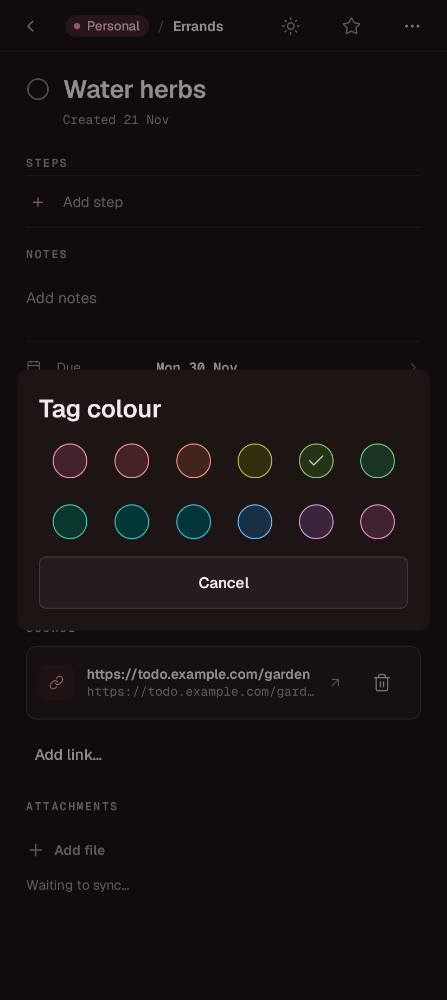 Personal / Errands
Water herbs
Created 21 Nov
STEPS
Add step
NOTES
Add notes
Due Mon 30 Nov
Tag colour
Cancel
https://todo.example.com/garden
https://todo.example.com/gard…
Add link…
ATTACHMENTS
Add file
Waiting to sync…